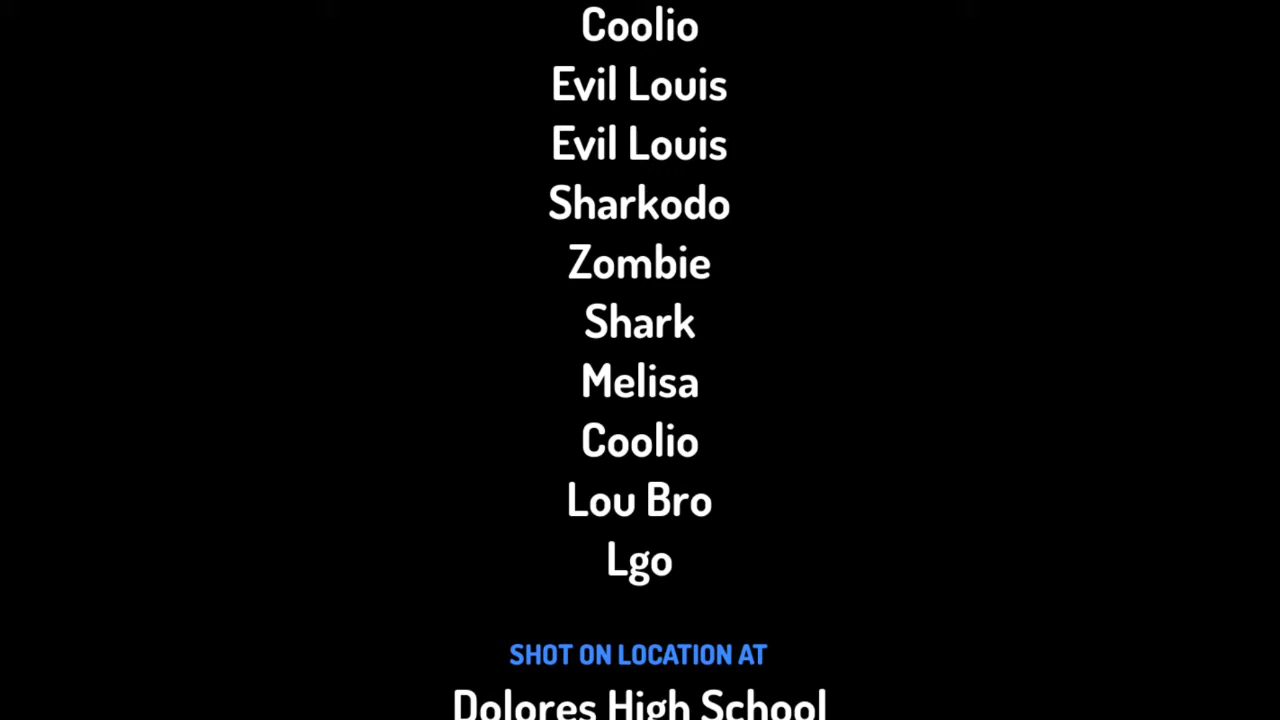 Coolio
Evil Louis
Evil Louis
Sharkodo
Zombie
Shark
Melisa
Coolio
Lou Bro
Lgo
SHOT ON LOCATION AT
Dolores High School